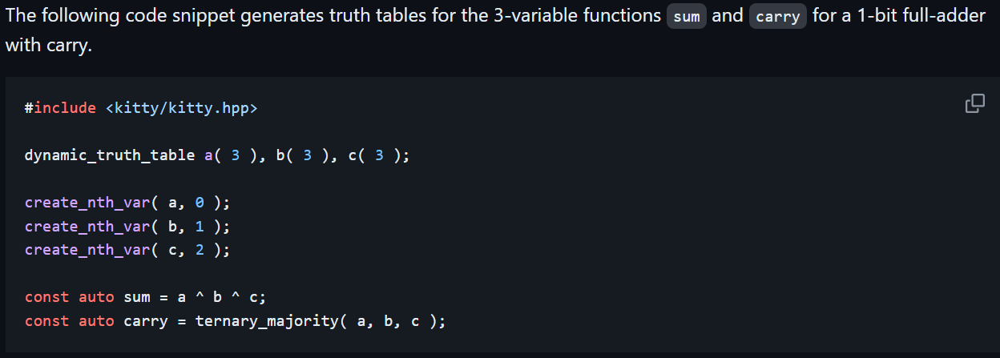 The following code snippet generates truth tables for the 3-variable functions sum and carry for a 1-bit full-adder
with carry.
#include <kitty/kitty.hpp>
dynamic_truth_table a( 3 ), b( 3 ), c( 3 );
create_nth_var( a, 0 );
create_nth_var( b, 1 );
create_nth_var( c, 2 );
const auto sum = a ^ b ^ c;
const auto carry = ternary_majority( a, b, c );